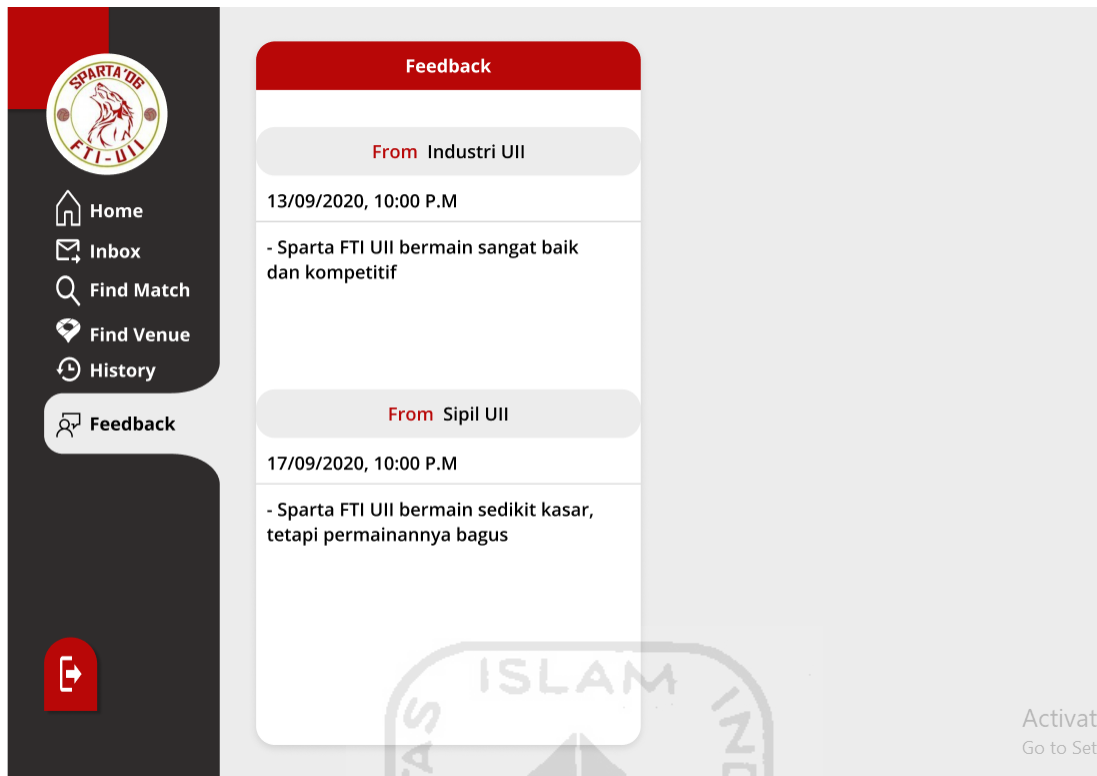 SPARTA'06
FTI-UII
Home
Inbox
Find Match
Find Venue
History
Feedback
Feedback
From Industri UII
13/09/2020, 10:00 P.M
- Sparta FTI UII bermain sangat baik
dan kompetitif
From Sipil UII
17/09/2020, 10:00 P.M
- Sparta FTI UII bermain sedikit kasar,
tetapi permainannya bagus
ISLAM
Activat
Go to Set